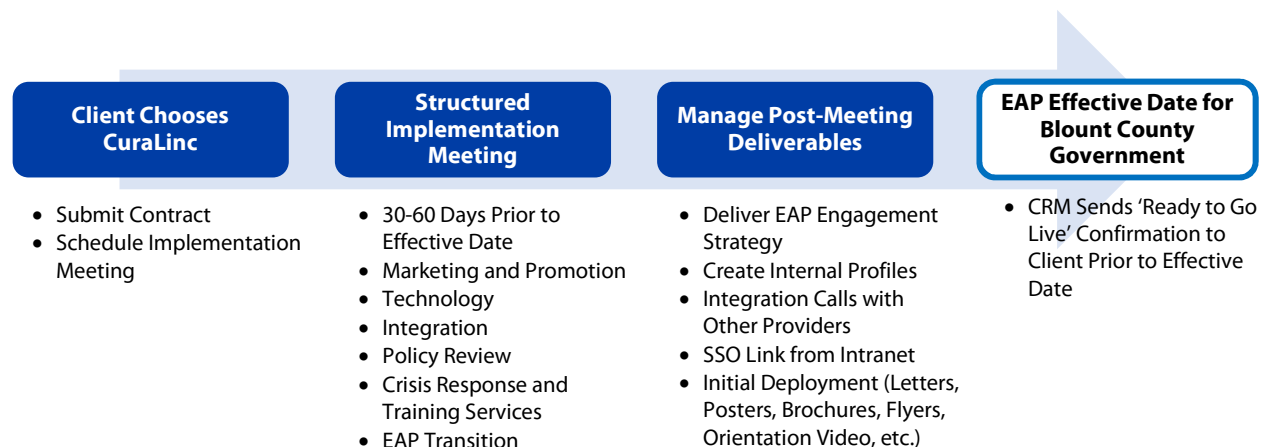 Client Chooses
CuraLinc
• Submit Contract
• Schedule Implementation
Meeting
Structured
Implementation
Meeting
• 30-60 Days Prior to
Effective Date
• Marketing and Promotion
• Technology
• Integration
• Policy Review
• Crisis Response and
Training Services
• EAP Transition
Manage Post-Meeting
Deliverables
• Deliver EAP Engagement
Strategy
• Create Internal Profiles
• Integration Calls with
Other Providers
• SSO Link from Intranet
• Initial Deployment (Letters,
Posters, Brochures, Flyers,
Orientation Video, etc.)
EAP Effective Date for
Blount County
Government
• CRM Sends ‘Ready to Go
Live’ Confirmation to
Client Prior to Effective
Date